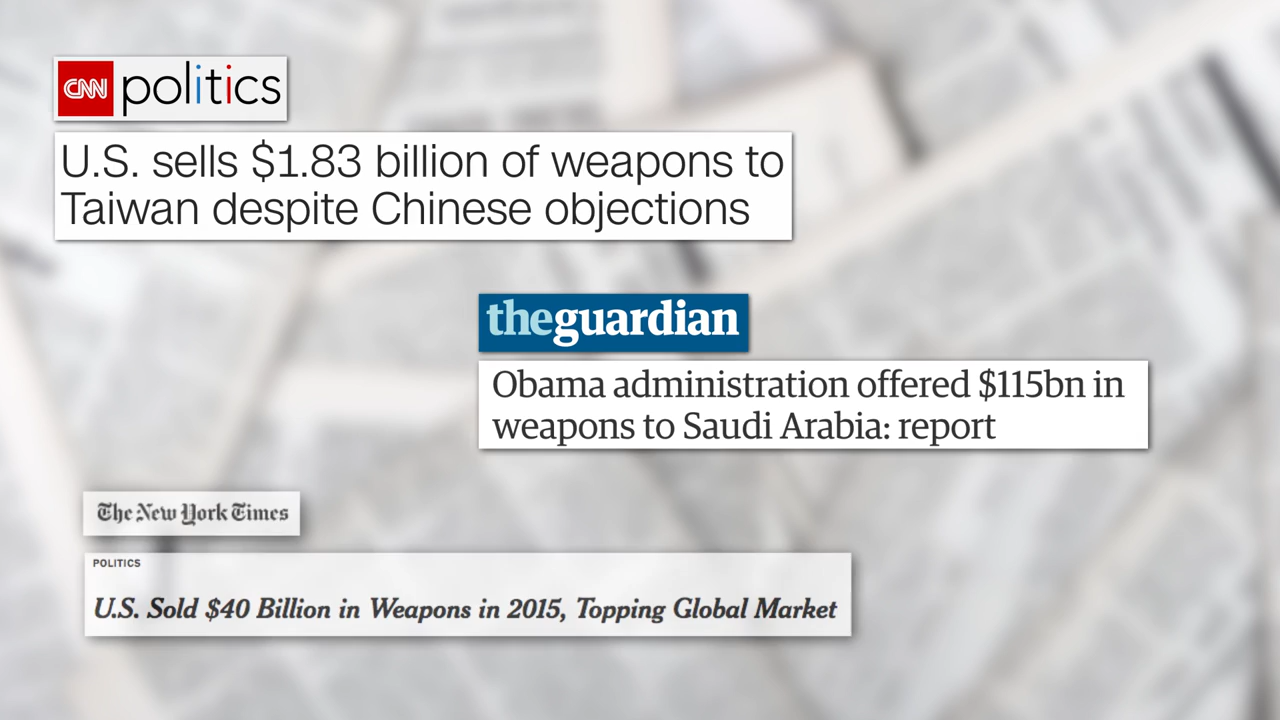 CNN politics
U.S. sells $1.83 billion of weapons to
Taiwan despite Chinese objections
theguardian
Obama administration offered $115bn in
weapons to Saudi Arabia: report
The New York Times
POLITICS
U.S. Sold $40 Billion in Weapons in 2015, Topping Global Market